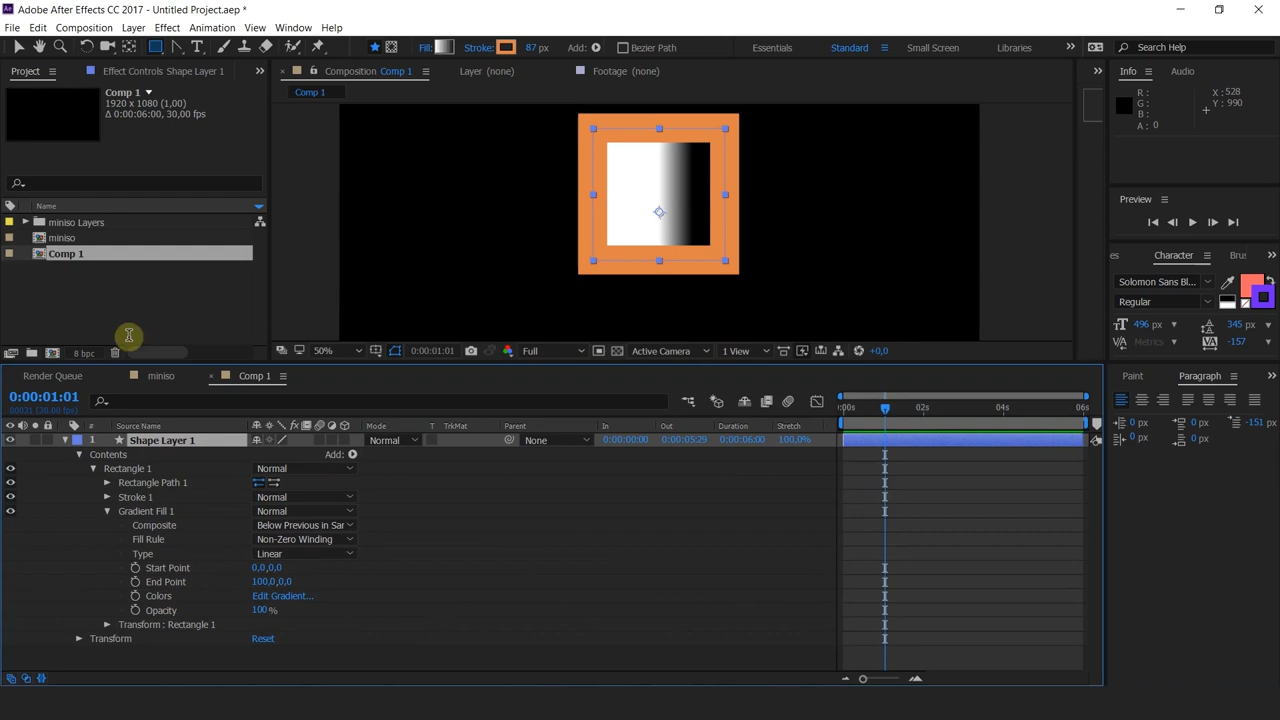 Adobe After Effects CC 2017 - Untitled Project.aep *
File Edit Composition Layer Effect Animation View Window Help
Fill: Stroke: 87 px Add: Bezier Path Essentials Standard Small Screen Libraries Search Help
Project Effect Controls Shape Layer 1 Composition Comp 1 Layer (none) Footage (none) Info Audio
Comp 1
1920 x 1080 (1,00)
Δ 0:00:06:00, 30,00 fps
Comp 1
R :
G :
B :
A : 0
X : 528
Y : 990
Name
miniso Layers
miniso
Comp 1
8 bpc
50% 0:00:01:01 Full Active Camera 1 View +0,0
Preview
es Character Brus
Solomon Sans Bl...
Regular
496 px 345 px
Metrics -157
Render Queue miniso Comp 1
Paint Paragraph
0:00:01:01
00031 (30.00 fps)
:00s 02s 04s 06s
# Source Name Mode T TrkMat Parent In Out Duration Stretch
1 Shape Layer 1 Normal None 0:00:00:00 0:00:05:29 0:00:06:00 100,0%
Contents Add:
Rectangle 1 Normal
Rectangle Path 1
Stroke 1 Normal
Gradient Fill 1 Normal
Composite Below Previous in Sar
Fill Rule Non-Zero Winding
Type Linear
Start Point 0,0,0,0
End Point 100,0,0,0
Colors Edit Gradient...
Opacity 100 %
Transform : Rectangle 1
Transform Reset
0 px 0 px -151 px
0 px 0 px